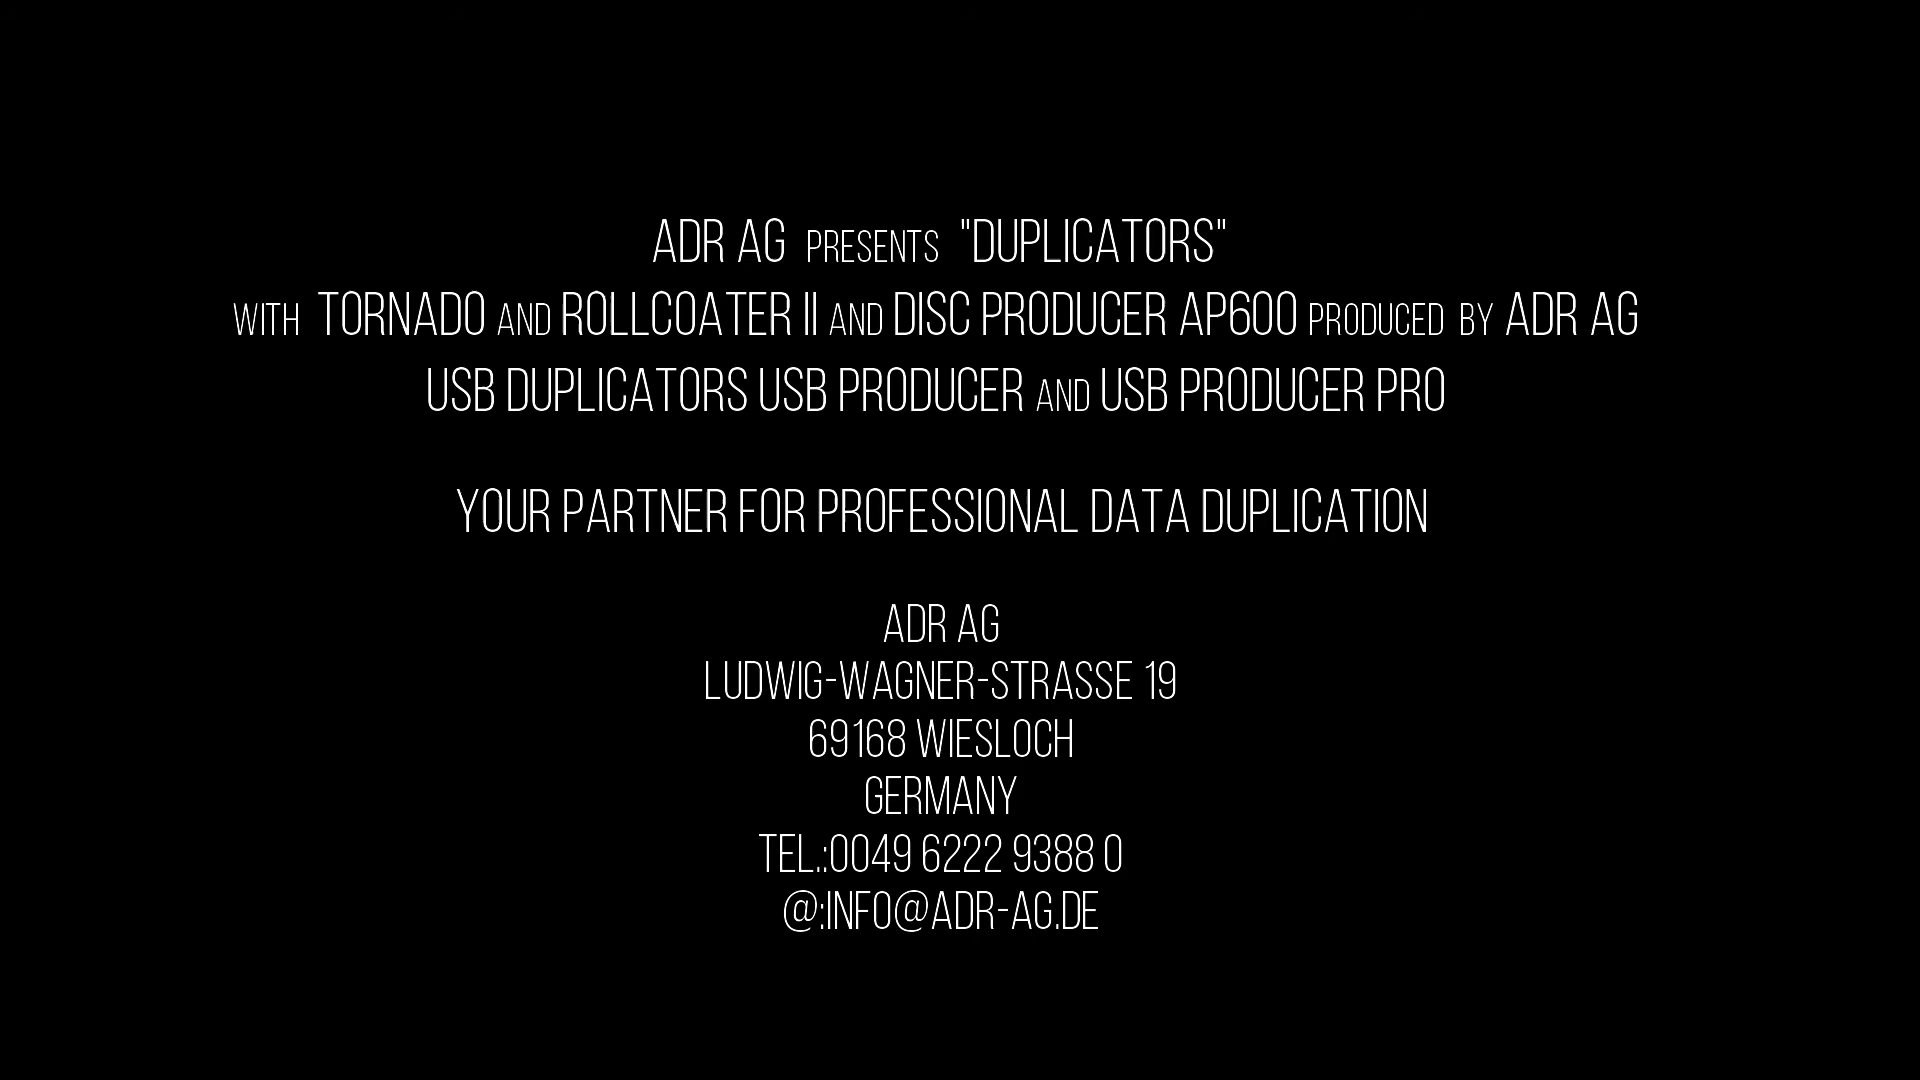 ADR AG PRESENTS "DUPLICATORS"
WITH TORNADO AND ROLLCOATER II AND DISC PRODUCER AP600 PRODUCED BY ADR AG
USB DUPLICATORS USB PRODUCER AND USB PRODUCER PRO
YOUR PARTNER FOR PROFESSIONAL DATA DUPLICATION
ADR AG
LUDWIG-WAGNER-STRASSE 19
69168 WIESLOCH
GERMANY
TEL.:0049 6222 9388 0
@:INFO@ADR-AG.DE